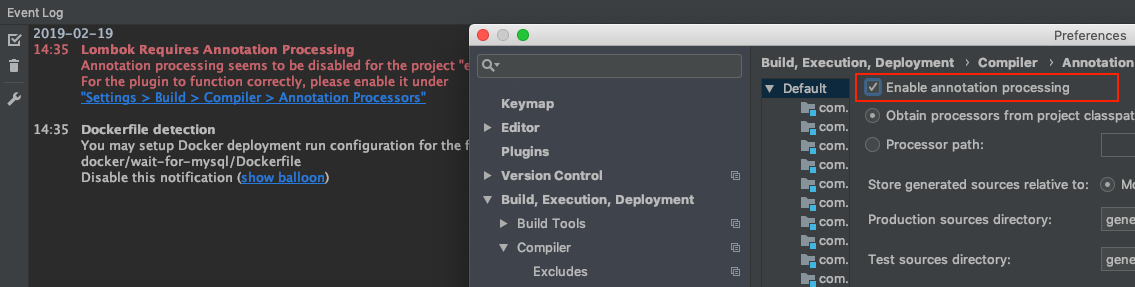 Event Log
2019-02-19
14:35 Lombok Requires Annotation Processing
Annotation processing seems to be disabled for the project "e
For the plugin to function correctly, please enable it under
"Settings > Build > Compiler > Annotation Processors"
14:35 Dockerfile detection
You may setup Docker deployment run configuration for the f
docker/wait-for-mysql/Dockerfile
Disable this notification (show balloon)
Preferences
Keymap
Editor
Plugins
Version Control
Build, Execution, Deployment
Build Tools
Compiler
Excludes
Build, Execution, Deployment > Compiler > Annotation
Default
com.
com.
com.
com.
com.
com.
com.
com.
com.
com.
Enable annotation processing
Obtain processors from project classpat
Processor path:
Store generated sources relative to: Mo
Production sources directory: gene
Test sources directory: gene